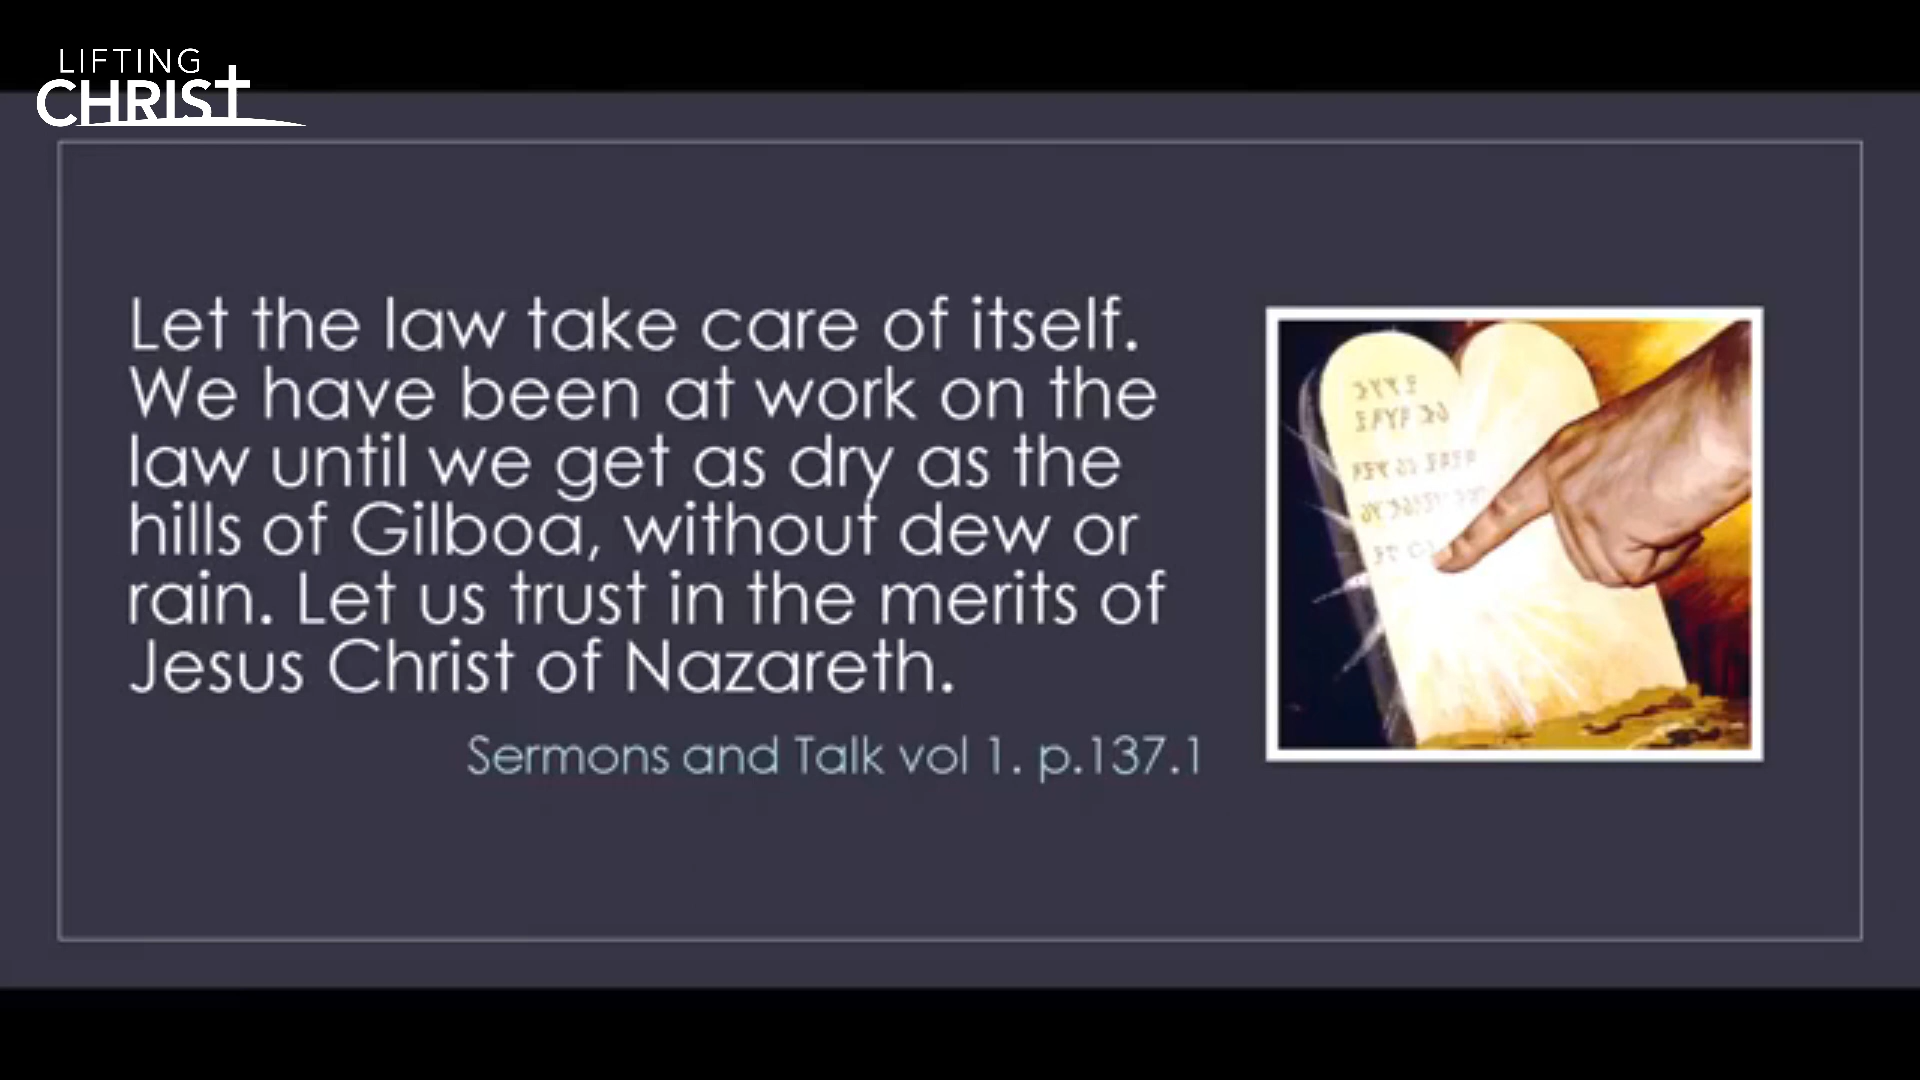 LIFTING
CHRIST
Let the law take care of itself.
We have been at work on the
law until we get as dry as the
hills of Gilboa, without dew or
rain. Let us trust in the merits of
Jesus Christ of Nazareth.
Sermons and Talk vol 1. p.137.1